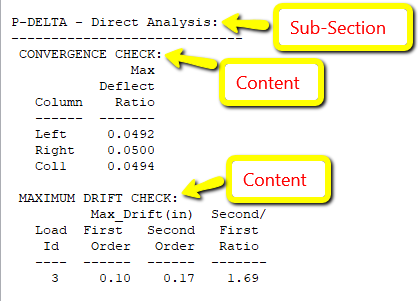 P-DELTA - Direct Analysis:
Sub-Section
-------------------------------
CONVERGENCE CHECK:
Content
Max
Deflect
Column Ratio
------ -------
Left 0.0492
Right 0.0500
Col1 0.0494
Content
MAXIMUM DRIFT CHECK:
Max_Drift(in) Second/
Load First Second First
Id Order Order Ratio
---- ------ ------ -------
3 0.10 0.17 1.69